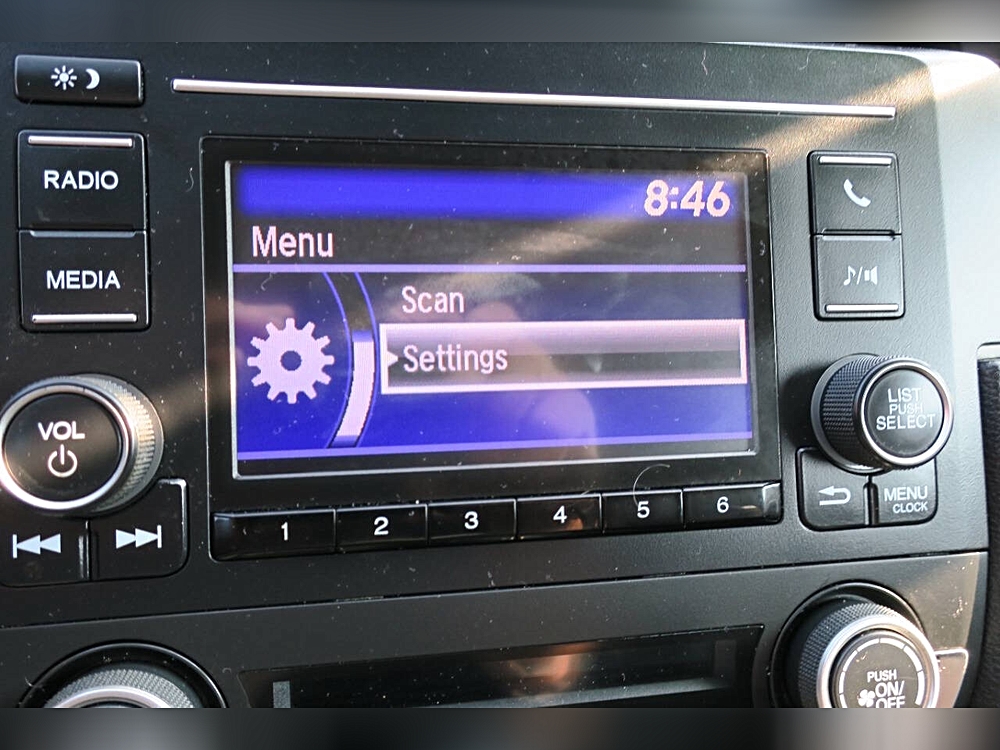 RADIO
MEDIA
8:46
Menu
Scan
Settings
VOL
LIST
PUSH
SELECT
MENU
CLOCK
1 2 3 4 5 6
PUSH
ON/
OFF